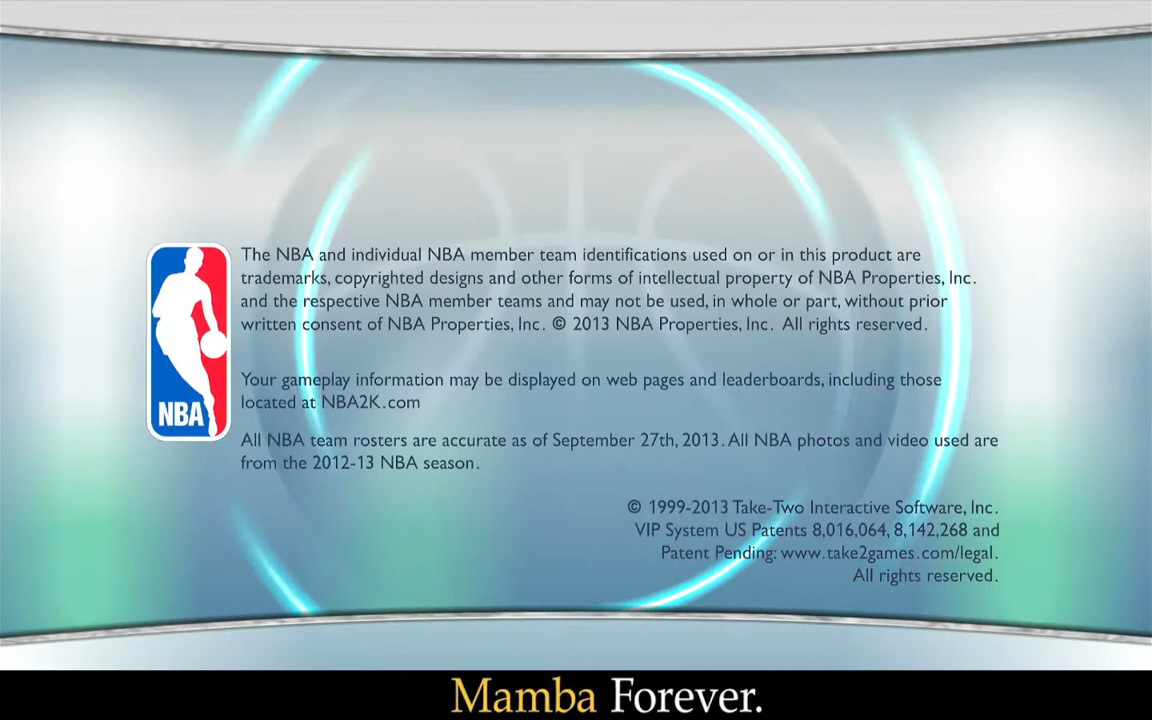 The NBA and individual NBA member team identifications used on or in this product are
trademarks, copyrighted designs and other forms of intellectual property of NBA Properties, Inc.
and the respective NBA member teams and may not be used, in whole or part, without prior
written consent of NBA Properties, Inc. © 2013 NBA Properties, Inc. All rights reserved.
NBA
Your gameplay information may be displayed on web pages and leaderboards, including those
located at NBA2K.com
All NBA team rosters are accurate as of September 27th, 2013. All NBA photos and video used are
from the 2012-13 NBA season.
© 1999-2013 Take-Two Interactive Software, Inc.
VIP System US Patents 8,016,064, 8,142,268 and
Patent Pending: www.take2games.com/legal.
All rights reserved.
Mamba Forever.